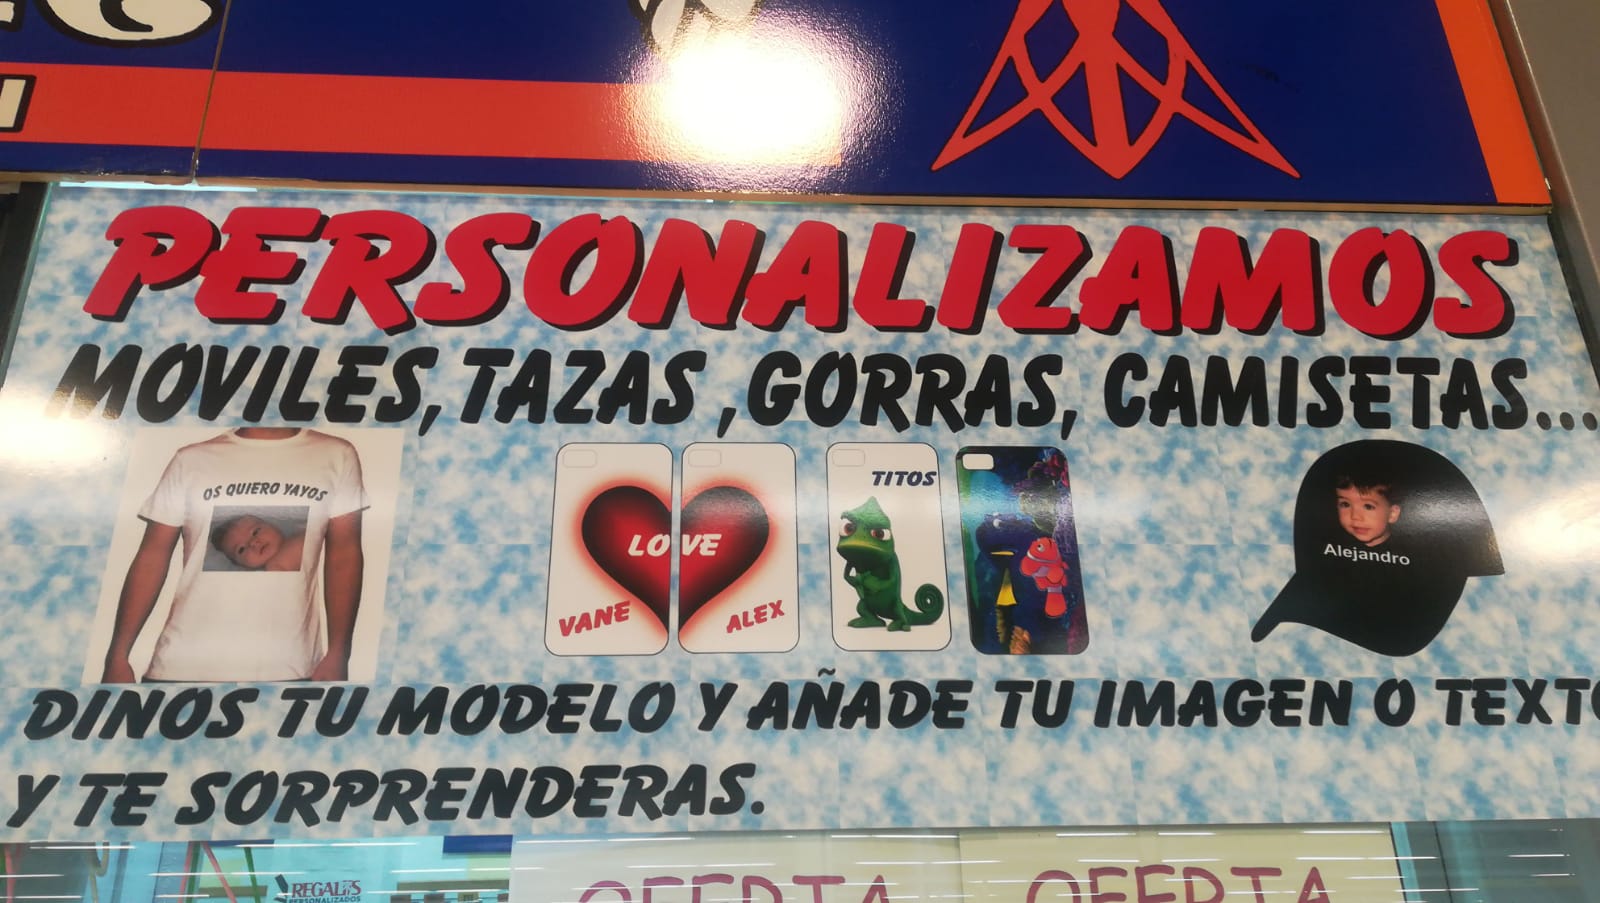 PERSONALIZAMOS
MOVILES,TAZAS ,GORRAS, CAMISETAS...
OS QUIERO YAYOS
LOVE
VANE
ALEX
TITOS
Alejandro
DINOS TU MODELO Y AÑADE TU IMAGEN O TEXTO
Y TE SORPRENDERAS.
REGALIS
PERSONALIZADOS
OFERTA
OFERTA